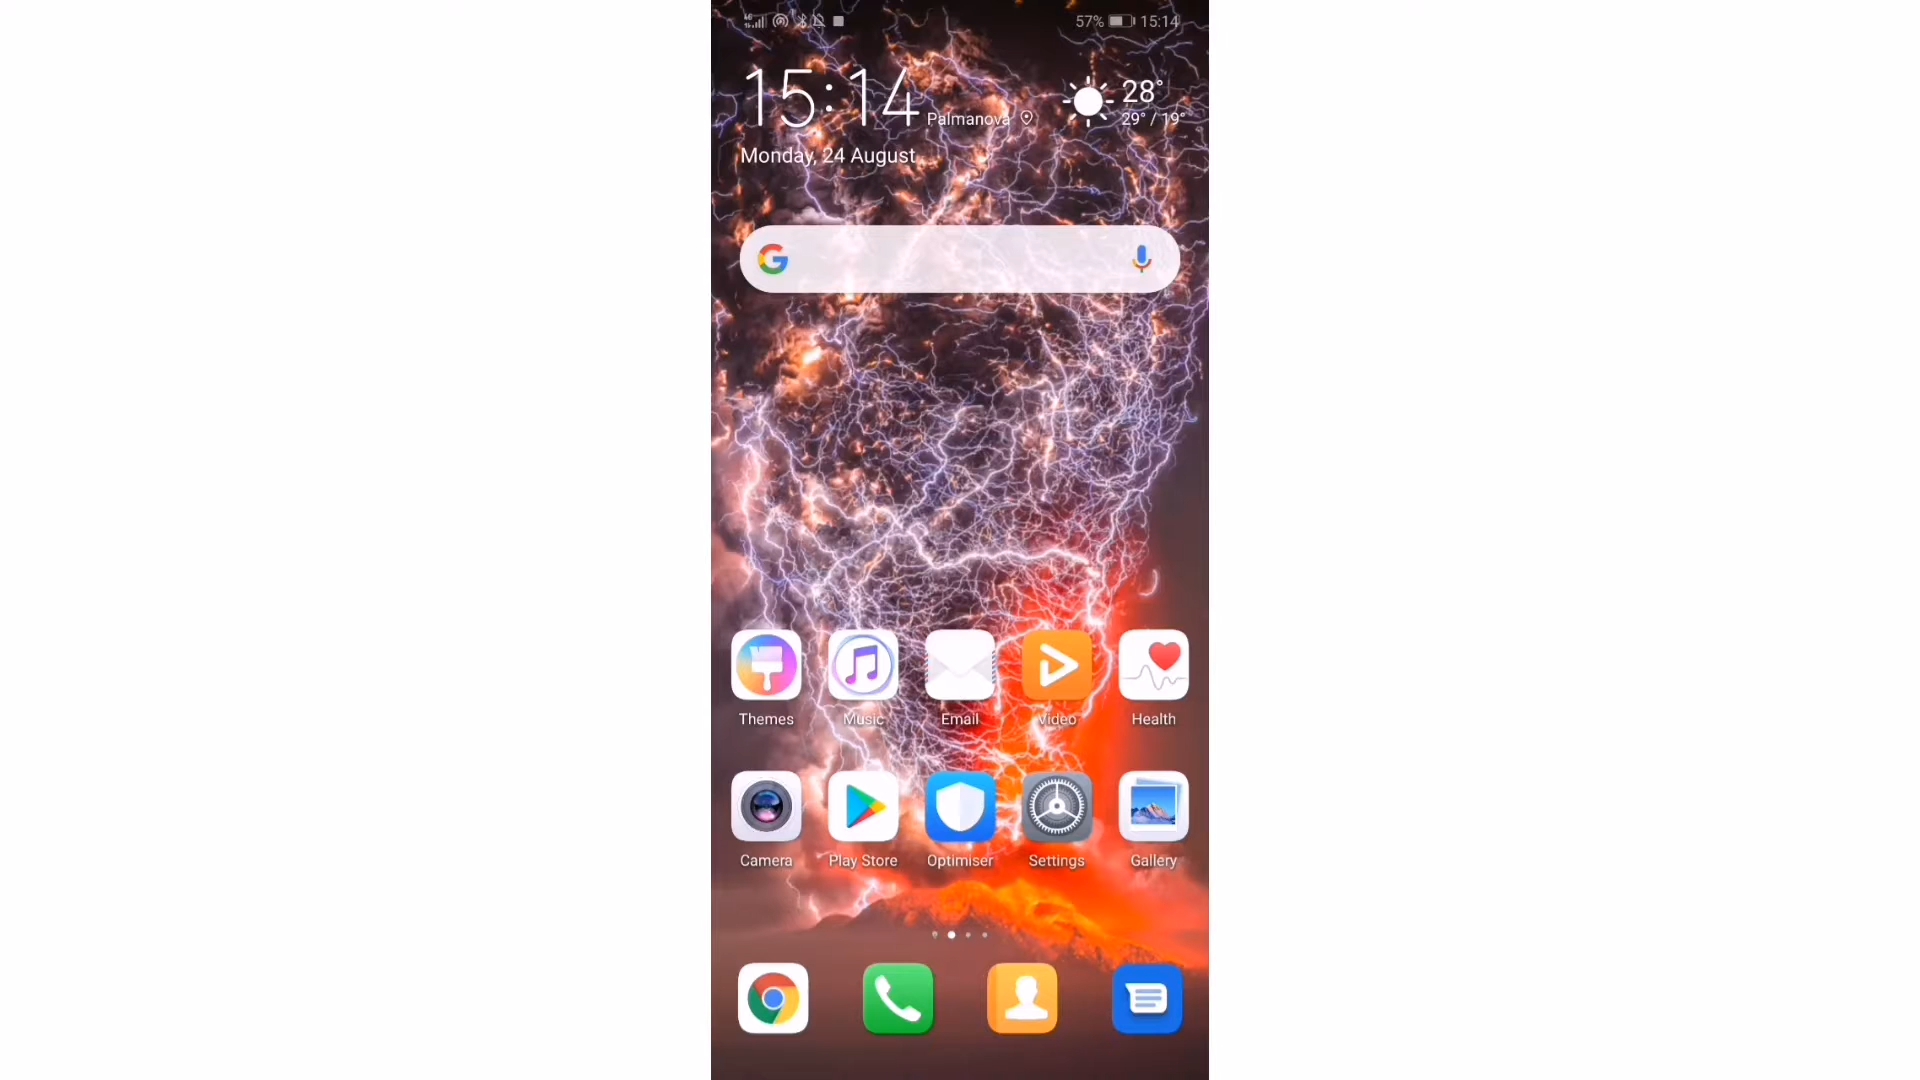 57% 15:14
15:14
Palmanova
28°
29° / 19°
Monday, 24 August
G
Themes Music Email Video Health
Camera Play Store Optimiser Settings Gallery